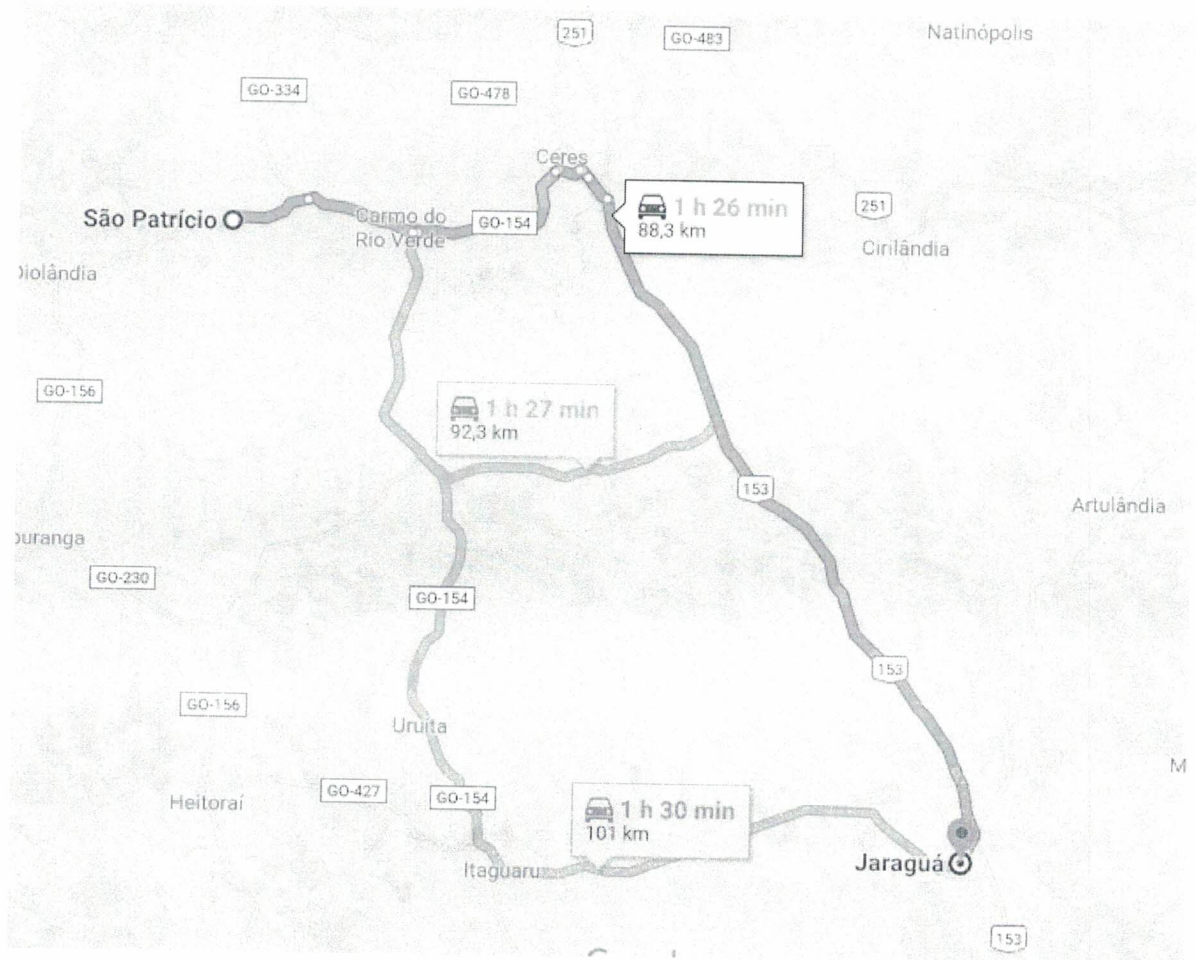 251
GO-483
Natinópolis
GO-334
GO-478
Ceres
São Patrício
Carmo do
Rio Verde
GO-154
1 h 26 min
88,3 km
251
Cirilândia
Diolândia
GO-156
1 h 27 min
92,3 km
153
Artulândia
ouranga
GO-230
GO-154
153
GO-156
Uruita
M
Heitoraí
GO-427
GO-154
1 h 30 min
101 km
Itaguaru
Jaraguá
153